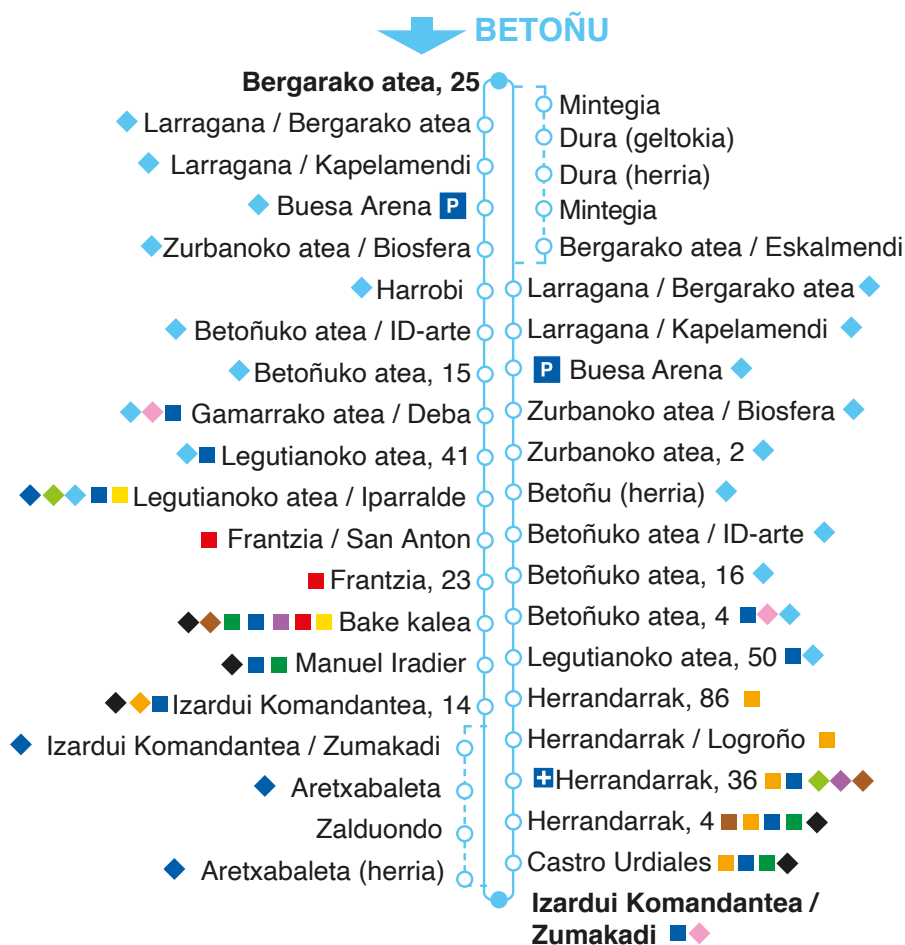 BETOÑU
Bergarako atea, 25
Larragana / Bergarako atea
Larragana / Kapelamendi
Buesa Arena P
Zurbanoko atea / Biosfera
Harrobi
Betoñuko atea / ID-arte
Betoñuko atea, 15
Gamarrako atea / Deba
Legutianoko atea, 41
Legutianoko atea / Iparralde
Frantzia / San Anton
Frantzia, 23
Bake kalea
Manuel Iradier
Izardui Komandantea, 14
Izardui Komandantea / Zumakadi
Aretxabaleta
Zalduondo
Aretxabaleta (herria)
Mintegia
Dura (geltokia)
Dura (herria)
Mintegia
Bergarako atea / Eskalmendi
Larragana / Bergarako atea
Larragana / Kapelamendi
P Buesa Arena
Zurbanoko atea / Biosfera
Zurbanoko atea, 2
Betoñu (herria)
Betoñuko atea / ID-arte
Betoñuko atea, 16
Betoñuko atea, 4
Legutianoko atea, 50
Herrandarrak, 86
Herrandarrak / Logroño
Herrandarrak, 36
Herrandarrak, 4
Castro Urdiales
Izardui Komandantea /
Zumakadi